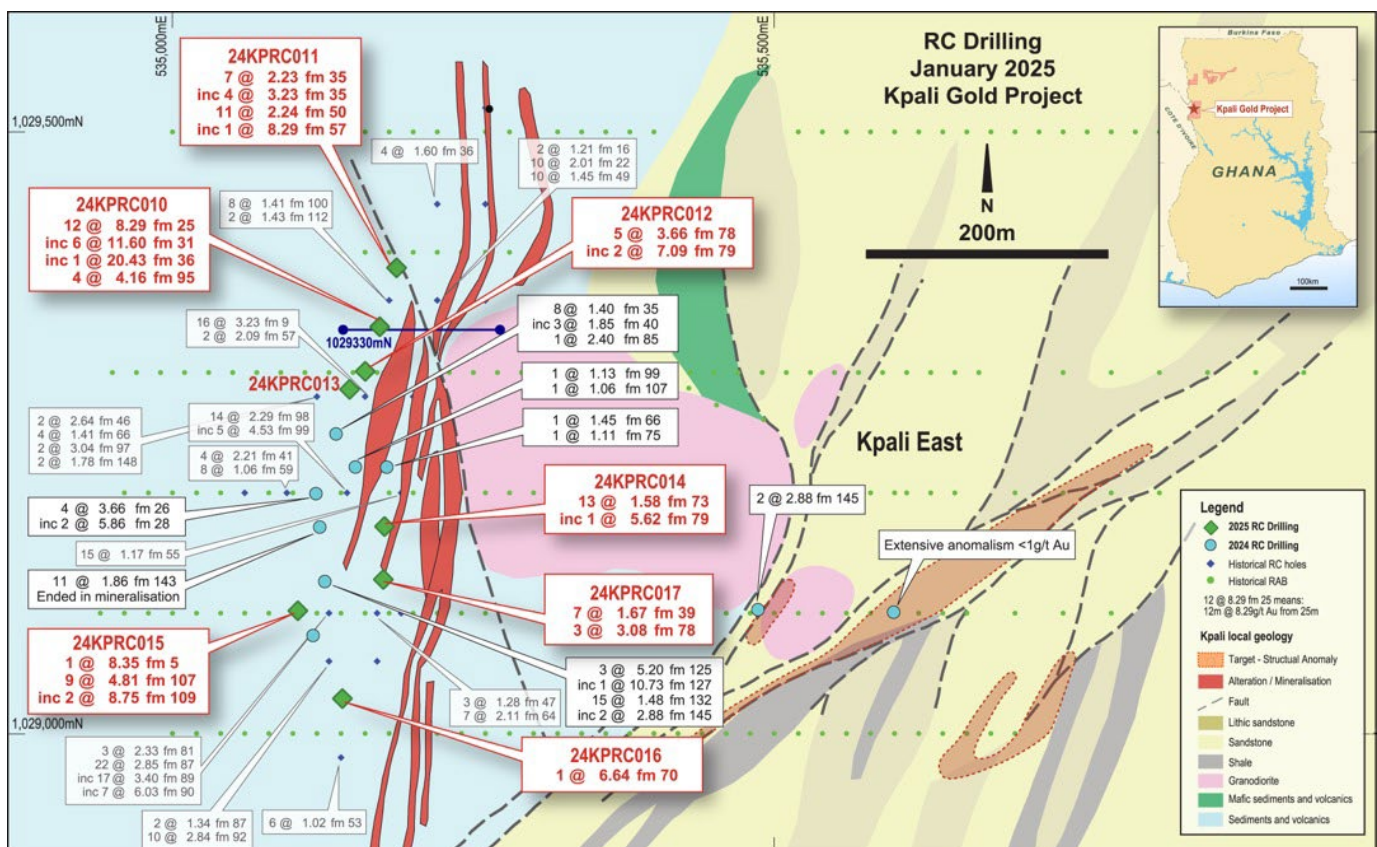 535,000mE
535,500mE
1,029,500mN
1,029,000mN
RC Drilling
January 2025
Kpali Gold Project
N
200m
Burkina Faso
Kpali Gold Project
COTE D'IVOIRE
GHANA
100km
24KPRC011
7 @ 2.23 fm 35
inc 4 @ 3.23 fm 35
11 @ 2.24 fm 50
inc 1 @ 8.29 fm 57
4 @ 1.60 fm 36
2 @ 1.21 fm 16
10 @ 2.01 fm 22
10 @ 1.45 fm 49
8 @ 1.41 fm 100
2 @ 1.43 fm 112
24KPRC010
12 @ 8.29 fm 25
inc 6 @ 11.60 fm 31
inc 1 @ 20.43 fm 36
4 @ 4.16 fm 95
24KPRC012
5 @ 3.66 fm 78
inc 2 @ 7.09 fm 79
16 @ 3.23 fm 9
2 @ 2.09 fm 57
1029330mN
8 @ 1.40 fm 35
inc 3 @ 1.85 fm 40
1 @ 2.40 fm 85
24KPRC013
1 @ 1.13 fm 99
1 @ 1.06 fm 107
2 @ 2.64 fm 46
4 @ 1.41 fm 66
2 @ 3.04 fm 97
2 @ 1.78 fm 148
14 @ 2.29 fm 98
inc 5 @ 4.53 fm 99
1 @ 1.45 fm 66
1 @ 1.11 fm 75
4 @ 2.21 fm 41
8 @ 1.06 fm 59
Kpali East
24KPRC014
13 @ 1.58 fm 73
inc 1 @ 5.62 fm 79
4 @ 3.66 fm 26
inc 2 @ 5.86 fm 28
2 @ 2.88 fm 145
15 @ 1.17 fm 55
Extensive anomalism <1g/t Au
11 @ 1.86 fm 143
Ended in mineralisation
24KPRC017
7 @ 1.67 fm 39
3 @ 3.08 fm 78
24KPRC015
1 @ 8.35 fm 5
9 @ 4.81 fm 107
inc 2 @ 8.75 fm 109
3 @ 5.20 fm 125
inc 1 @ 10.73 fm 127
15 @ 1.48 fm 132
inc 2 @ 2.88 fm 145
3 @ 1.28 fm 47
7 @ 2.11 fm 64
24KPRC016
1 @ 6.64 fm 70
3 @ 2.33 fm 81
22 @ 2.85 fm 87
inc 17 @ 3.40 fm 89
inc 7 @ 6.03 fm 90
2 @ 1.34 fm 87
10 @ 2.84 fm 92
6 @ 1.02 fm 53
Legend
2025 RC Drilling
2024 RC Drilling
Historical RC holes
Historical RAB
12 @ 8.29 fm 25 means:
12m @ 8.29g/t Au from 25m
Kpali local geology
Target - Structual Anomaly
Alteration / Mineralisation
Fault
Lithic sandstone
Sandstone
Shale
Granodiorite
Mafic sediments and volcanics
Sediments and volcanics